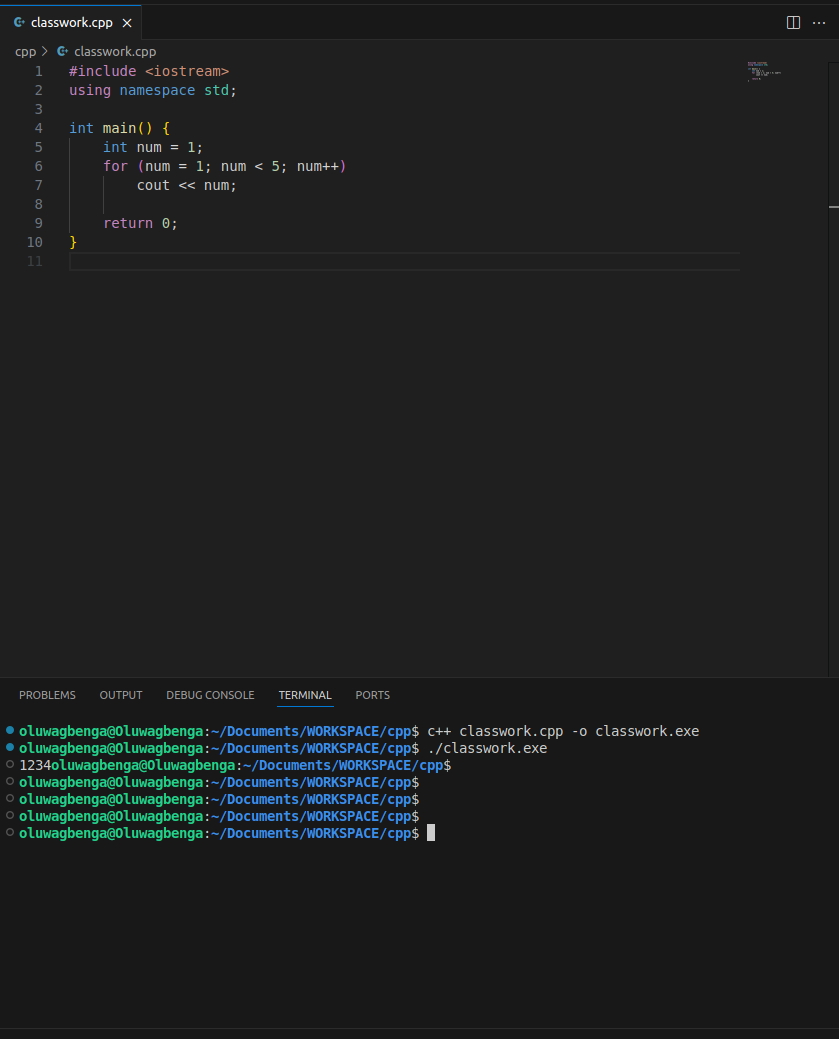 classwork.cpp
cpp > classwork.cpp
1 #include <iostream>
2 using namespace std;
3
4 int main() {
5     int num = 1;
6     for (num = 1; num < 5; num++)
7         cout << num;
8
9     return 0;
10 }
11
PROBLEMS OUTPUT DEBUG CONSOLE TERMINAL PORTS
oluwagbenga@Oluwagbenga:~/Documents/WORKSPACE/cpp$ c++ classwork.cpp -o classwork.exe
oluwagbenga@Oluwagbenga:~/Documents/WORKSPACE/cpp$ ./classwork.exe
1234oluwagbenga@Oluwagbenga:~/Documents/WORKSPACE/cpp$
oluwagbenga@Oluwagbenga:~/Documents/WORKSPACE/cpp$
oluwagbenga@Oluwagbenga:~/Documents/WORKSPACE/cpp$
oluwagbenga@Oluwagbenga:~/Documents/WORKSPACE/cpp$
oluwagbenga@Oluwagbenga:~/Documents/WORKSPACE/cpp$